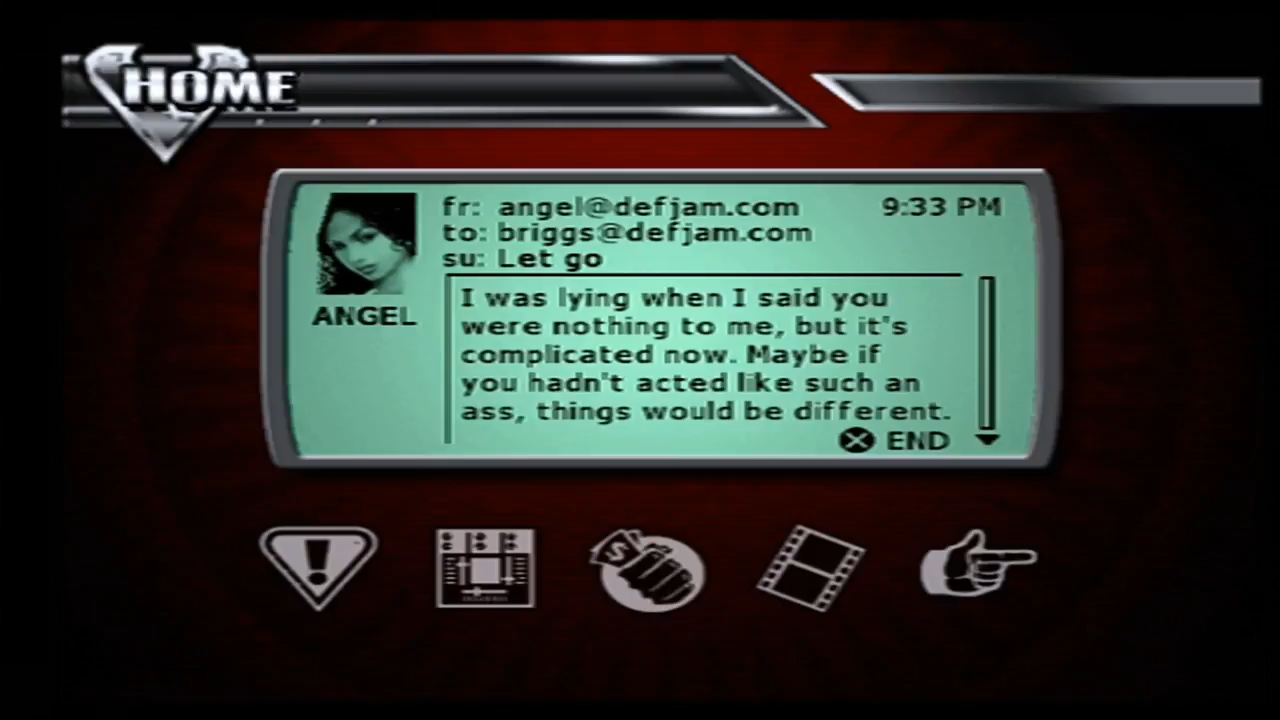 HOME
fr: angel@defjam.com 9:33 PM
to: briggs@defjam.com
su: Let go
ANGEL
I was lying when I said you
were nothing to me, but it's
complicated now. Maybe if
you hadn't acted like such an
ass, things would be different.
END